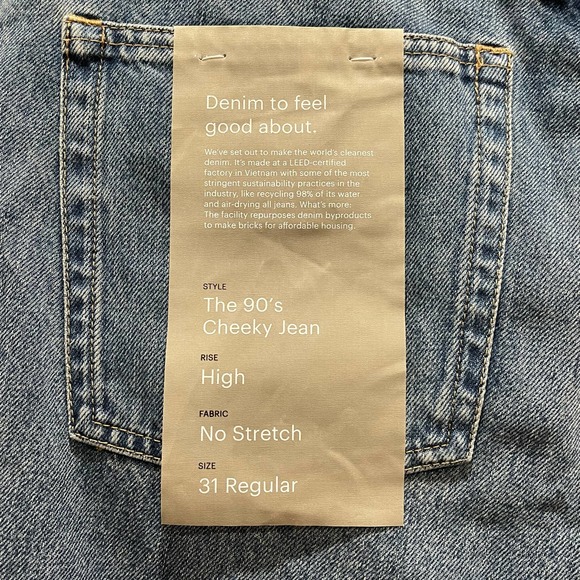 Denim to feel
good about.
We've set out to make the world's cleanest
denim. It's made at a LEED-certified
factory in Vietnam with some of the most
stringent sustainability practices in the
industry, like recycling 98% of its water
and air-drying all jeans. What's more:
The facility repurposes denim byproducts
to make bricks for affordable housing.
STYLE
The 90's
Cheeky Jean
RISE
High
FABRIC
No Stretch
SIZE
31 Regular